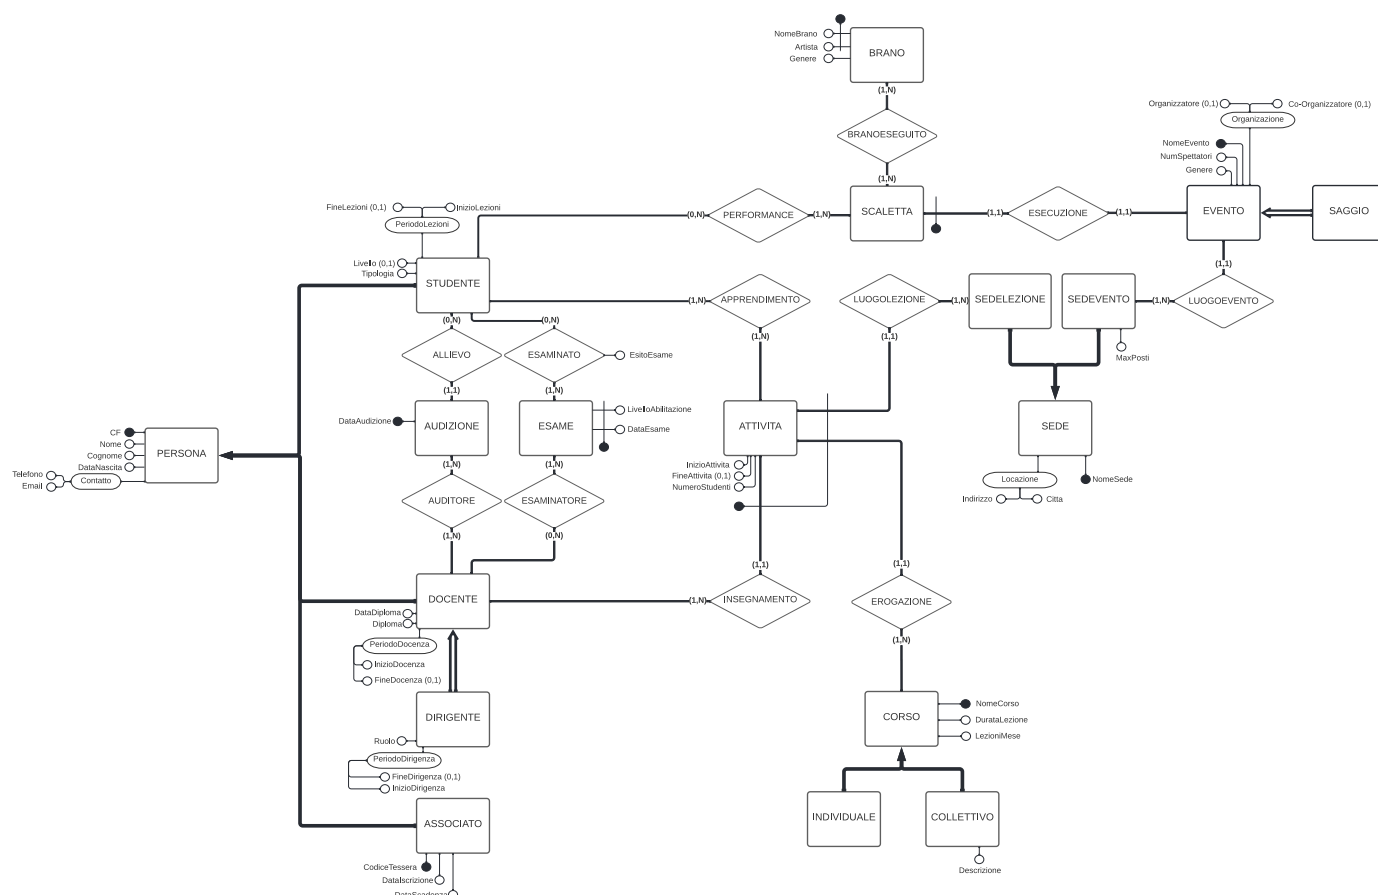 NomeBrano
Artista
Genere
BRANO
(1,N)
BRANOESEGUITO
(1,N)
Organizzatore (0,1)
Co-Organizzatore (0,1)
Organizazione
NomeEvento
NumSpettatori
Genere
FineLezioni (0,1)
InizioLezioni
PeriodoLezioni
(0,N)
PERFORMANCE
(1,N)
SCALETTA
(1,1)
ESECUZIONE
(1,1)
EVENTO
SAGGIO
Livello (0,1)
Tipologia
STUDENTE
(1,1)
(1,N)
APPRENDIMENTO
LUOGOLEZIONE
(1,N)
SEDELEZIONE
SEDEVENTO
(1,N)
LUOGOEVENTO
(0,N)
(0,N)
(1,N)
(1,1)
ALLIEVO
ESAMINATO
EsitoEsame
MaxPosti
(1,1)
(1,N)
DataAudizione
AUDIZIONE
ESAME
LivelloAbilitazione
DataEsame
ATTIVITA
SEDE
CF
Nome
Cognome
DataNascita
PERSONA
Telefono
Email
Contatto
(1,N)
(1,N)
InizioAttivita
FineAttivita (0,1)
NumeroStudenti
Locazione
NomeSede
Indirizzo
Citta
AUDITORE
ESAMINATORE
(1,N)
(0,N)
(1,1)
(1,1)
DOCENTE
(1,N)
INSEGNAMENTO
EROGAZIONE
DataDiploma
Diploma
PeriodoDocenza
(1,N)
InizioDocenza
FineDocenza (0,1)
DIRIGENTE
CORSO
NomeCorso
DurataLezione
LezioniMese
Ruolo
PeriodoDirigenza
FineDirigenza (0,1)
InizioDirigenza
ASSOCIATO
INDIVIDUALE
COLLETTIVO
CodiceTessera
Descrizione
DataIscrizione
DataScadenza